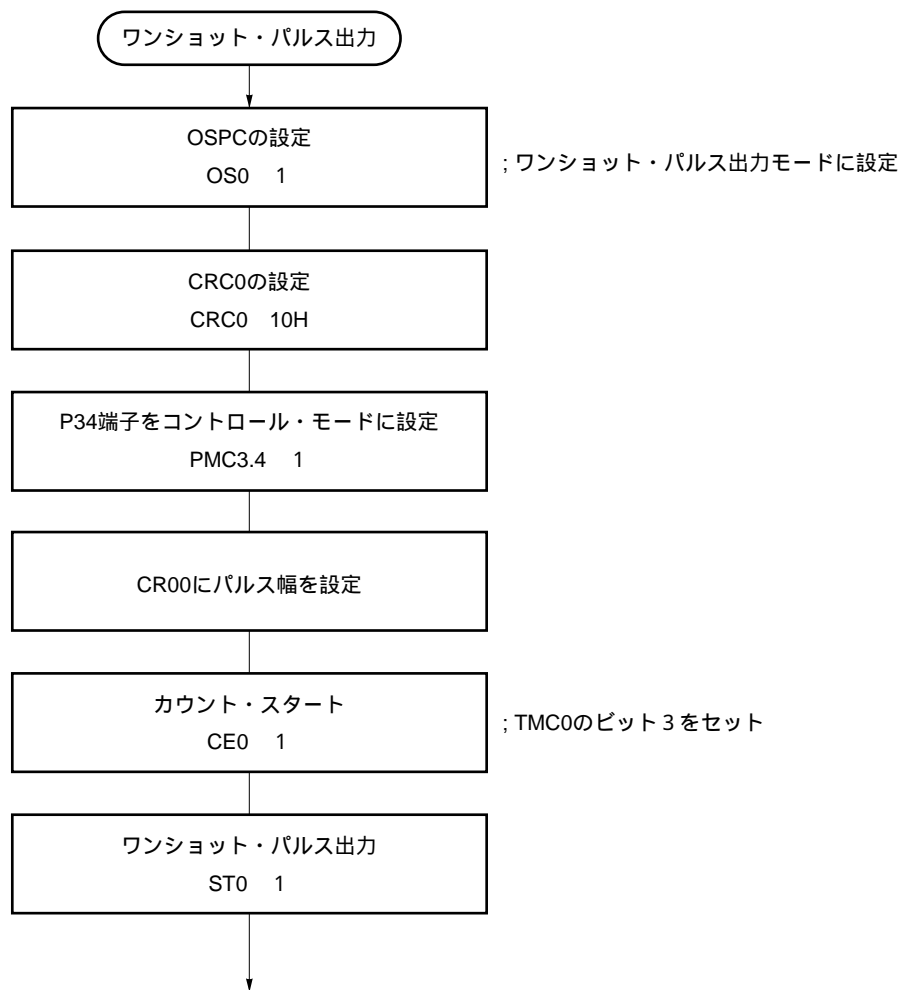 ワンショット・パルス出力
OSPCの設定
OS0 1
; ワンショット・パルス出力モードに設定
CRC0の設定
CRC0 10H
P34端子をコントロール・モードに設定
PMC3.4 1
CR00にパルス幅を設定
カウント・スタート
CE0 1
; TMC0のビット3をセット
ワンショット・パルス出力
ST0 1